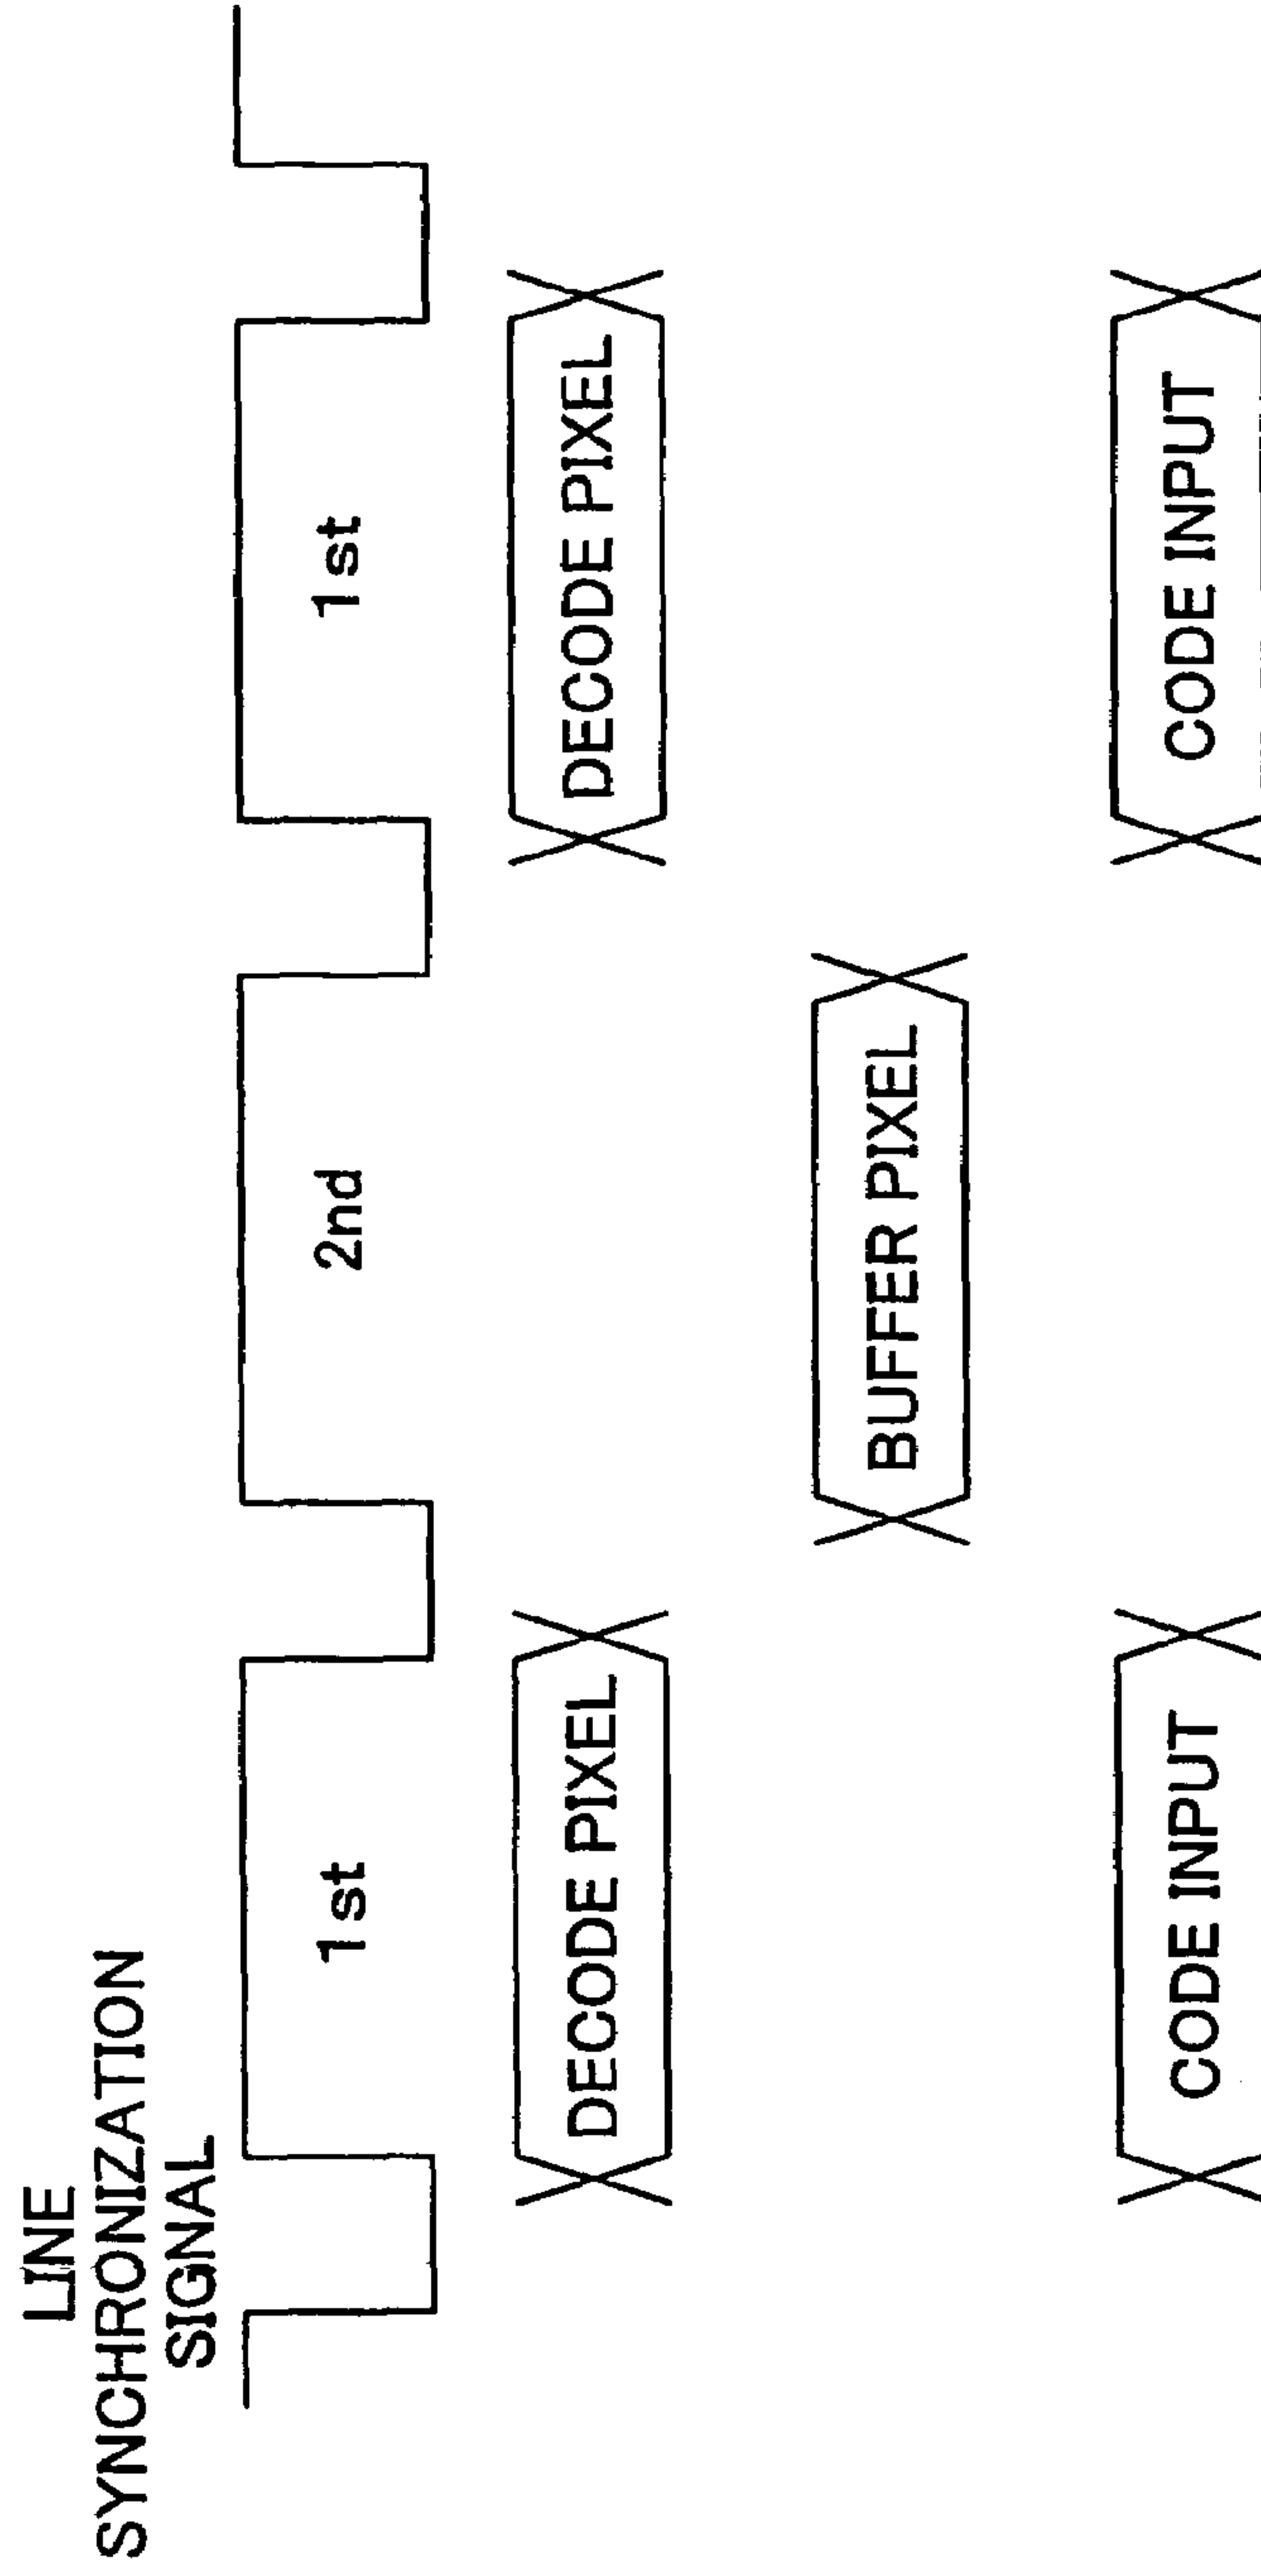 LINE
SYNCHRONIZATION
SIGNAL
1st
2nd
1st
DECODE PIXEL
DECODE PIXEL
BUFFER PIXEL
CODE INPUT
CODE INPUT